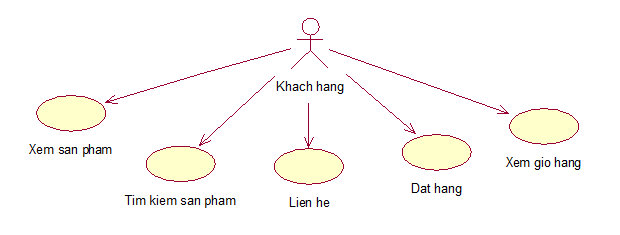 Khach hang
Xem san pham
Tim kiem san pham
Lien he
Dat hang
Xem gio hang